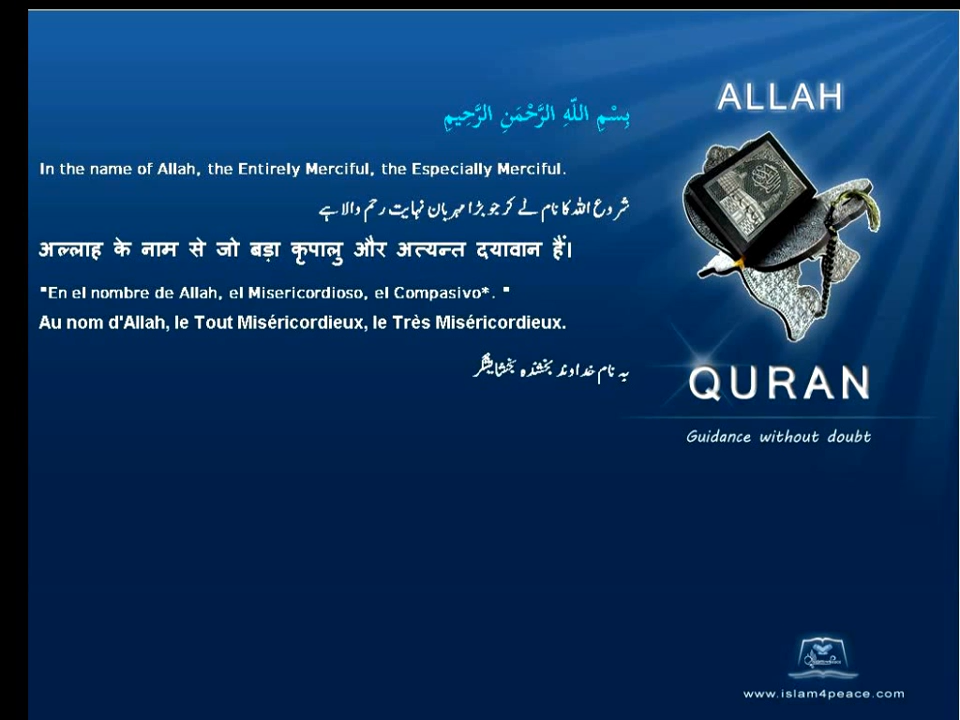 بِسْمِ اللّهِ الرَّحْمَنِ الرَّحِيمِ
In the name of Allah, the Entirely Merciful, the Especially Merciful.
شروع اللہ کا نام لے کر جو بڑا مہربان نہایت رحم والا ہے
अल्लाह के नाम से जो बड़ा कृपालु और अत्यन्त दयावान हैं।
"En el nombre de Allah, el Misericordioso, el Compasivo*. "
Au nom d'Allah, le Tout Miséricordieux, le Très Miséricordieux.
به نام خداوند بخشنده بخشایشگر
ALLAH
QURAN
Guidance without doubt
www.islam4peace.com